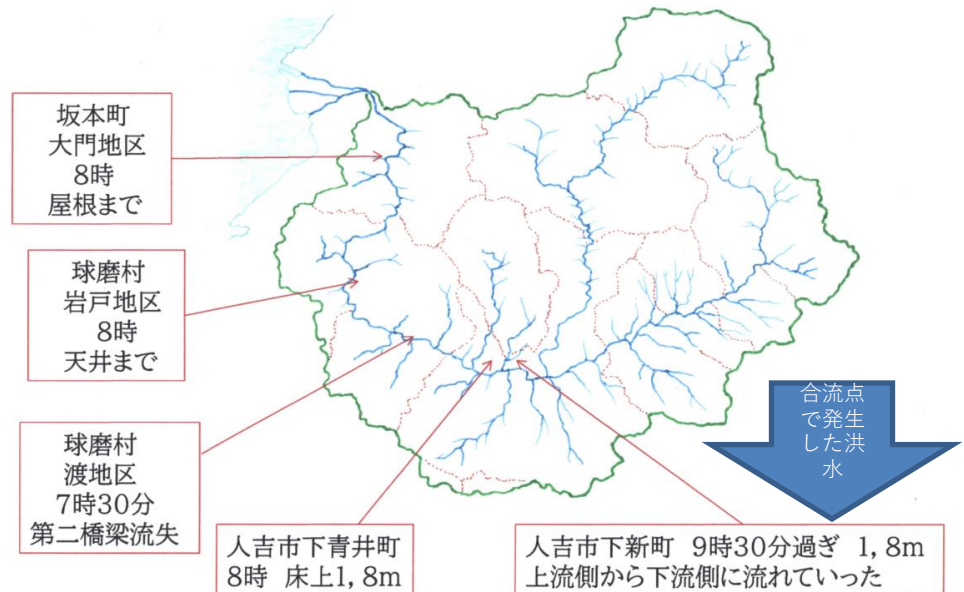 坂本町
大門地区
8時
屋根まで
球磨村
岩戸地区
8時
天井まで
球磨村
渡地区
7時30分
第二橋梁流失
人吉市下青井町
8時 床上1,8m
人吉市下新町 9時30分過ぎ 1,8m
上流側から下流側に流れていった
合流点
で発生
した洪
水